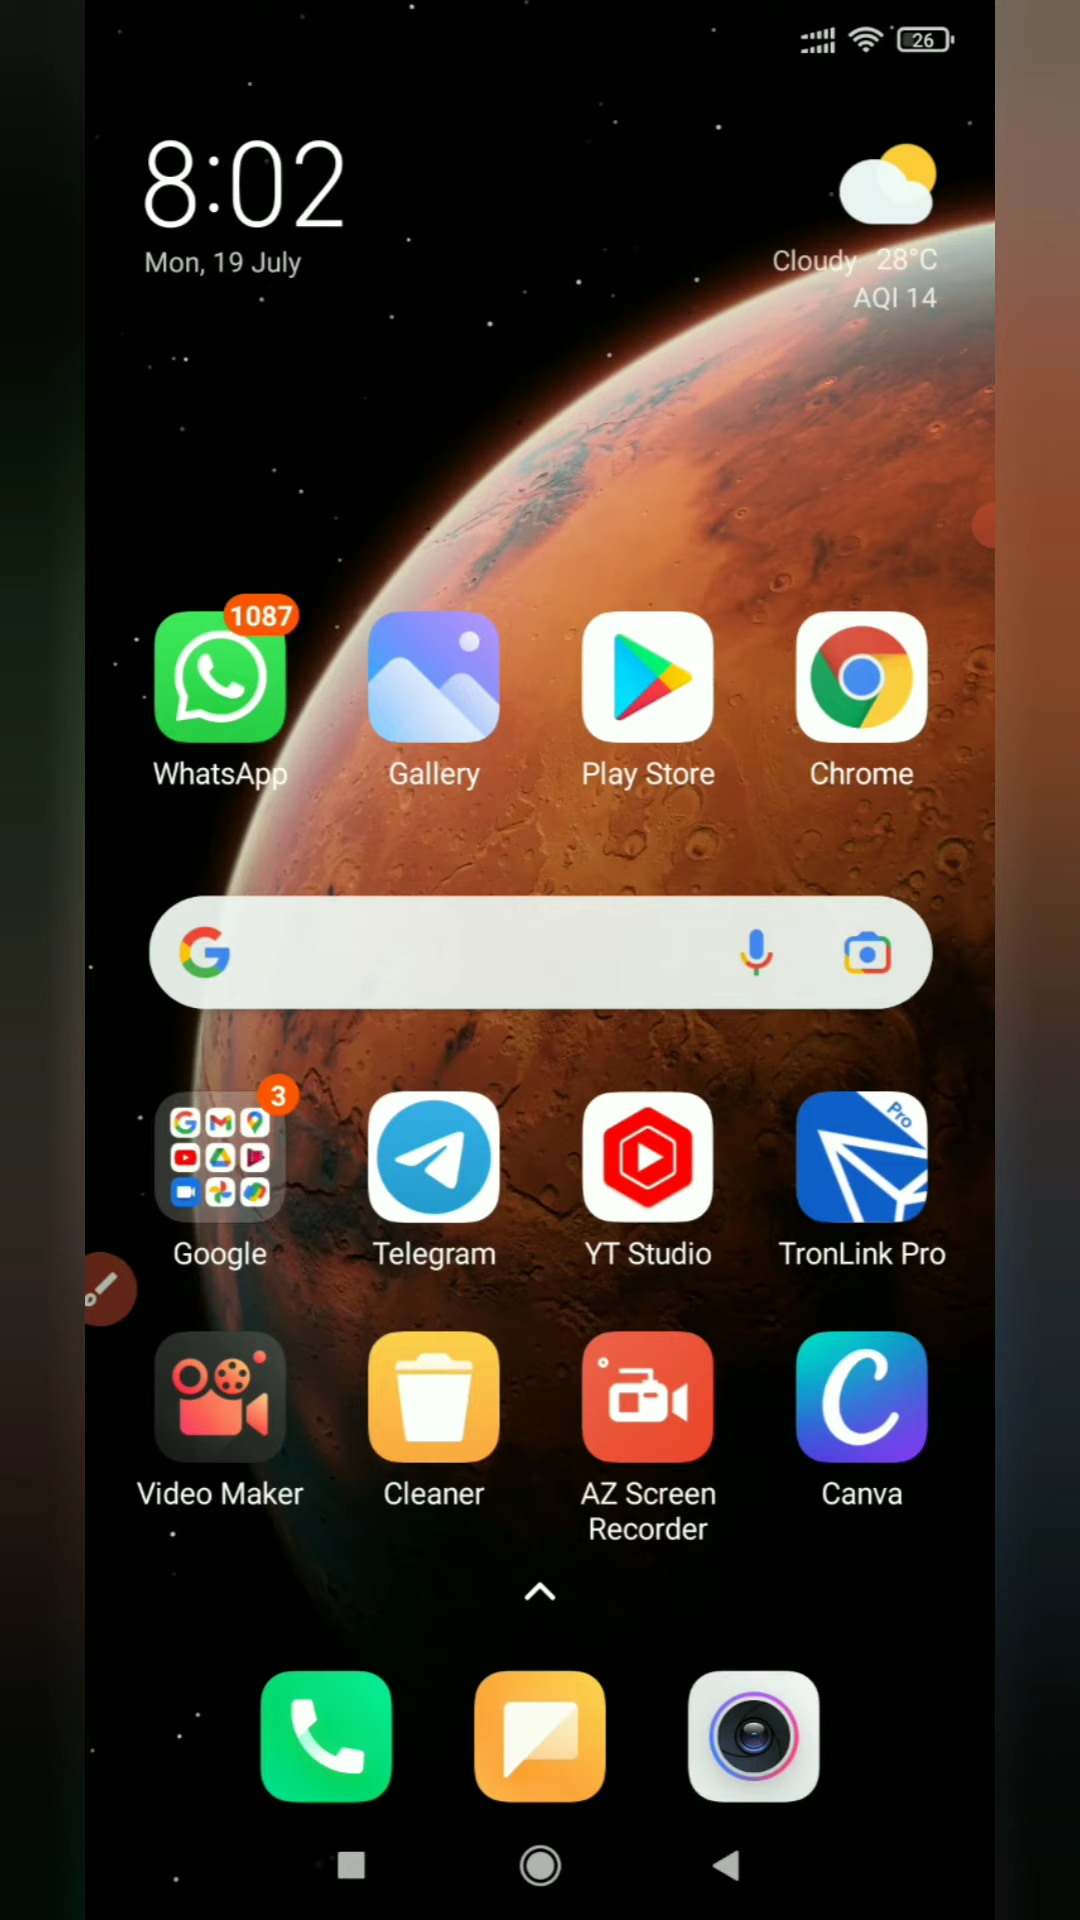 26
8:02
Mon, 19 July
Cloudy 28°C
AQI 14
1087
WhatsApp
Gallery
Play Store
Chrome
3
Pro
Google
Telegram
YT Studio
TronLink Pro
Video Maker
Cleaner
AZ Screen
Recorder
Canva